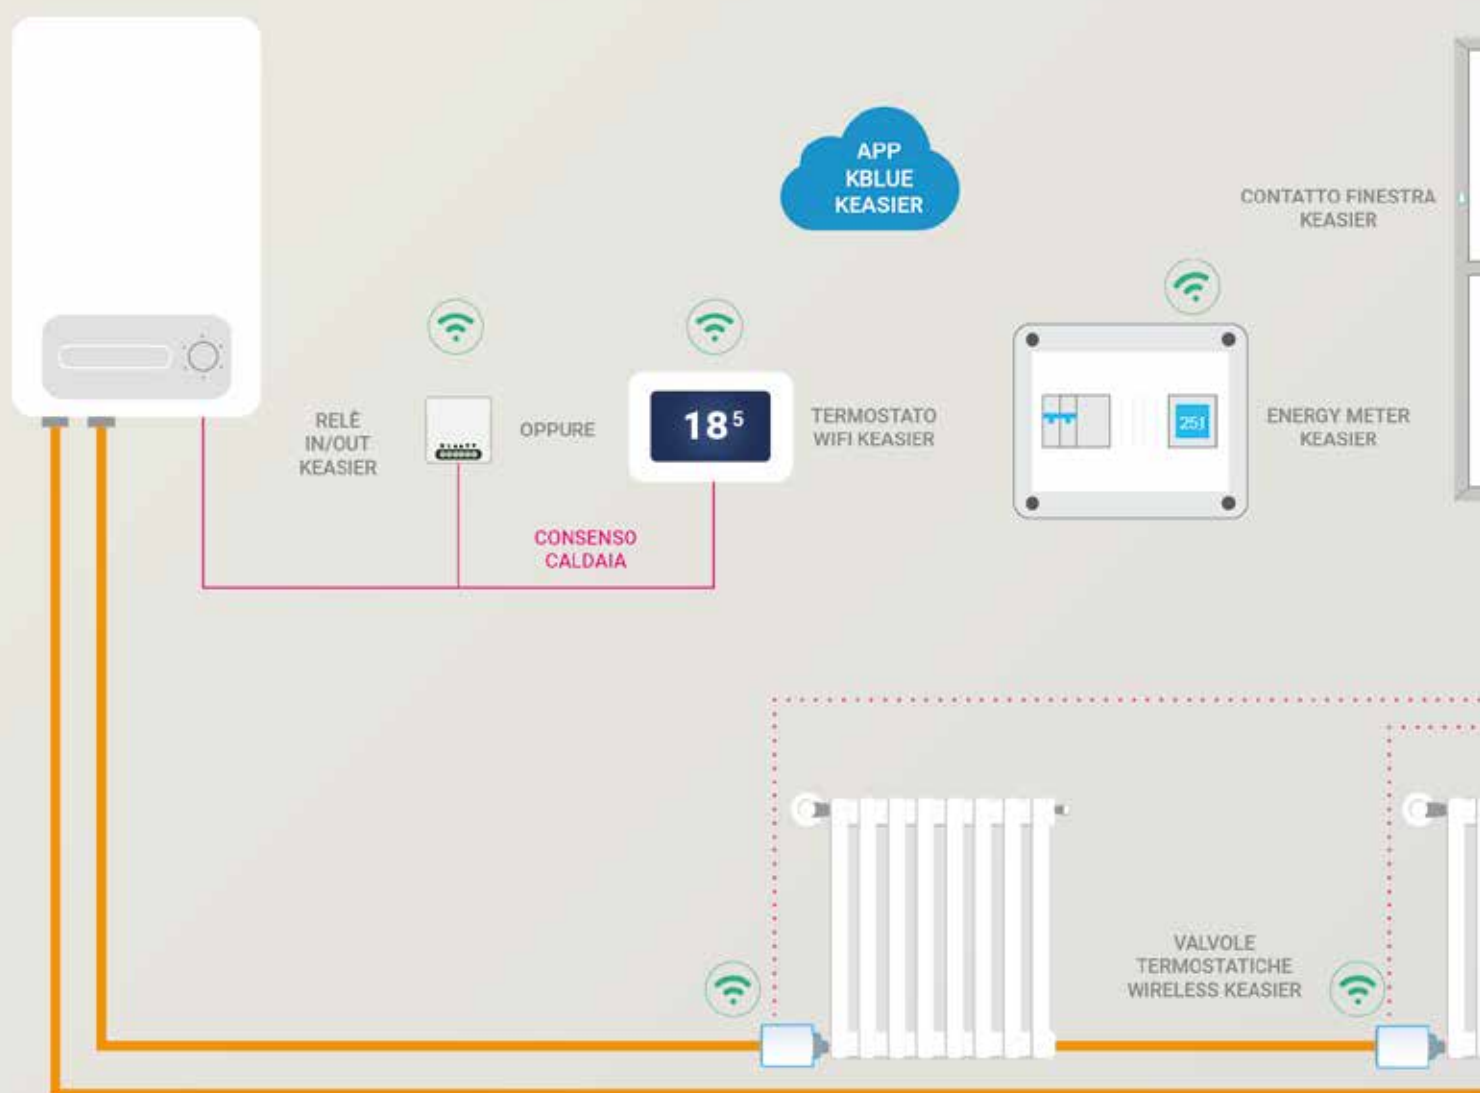 APP
KBLUE
KEASIER
CONTATTO FINESTRA
KEASIER
RELÈ
IN/OUT
KEASIER
OPPURE
18⁵
TERMOSTATO
WIFI KEASIER
251
ENERGY METER
KEASIER
CONSENSO
CALDAIA
VALVOLE
TERMOSTATICHE
WIRELESS KEASIER